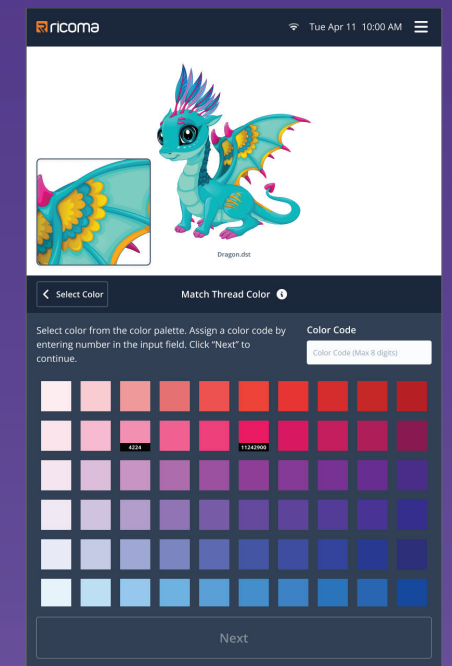 ricoma
Tue Apr 11 10:00 AM
Dragon.dst
Select Color
Match Thread Color
Select color from the color palette. Assign a color code by
entering number in the input field. Click “Next” to
continue.
Color Code
Color Code (Max 8 digits)
4224
11242900
Next